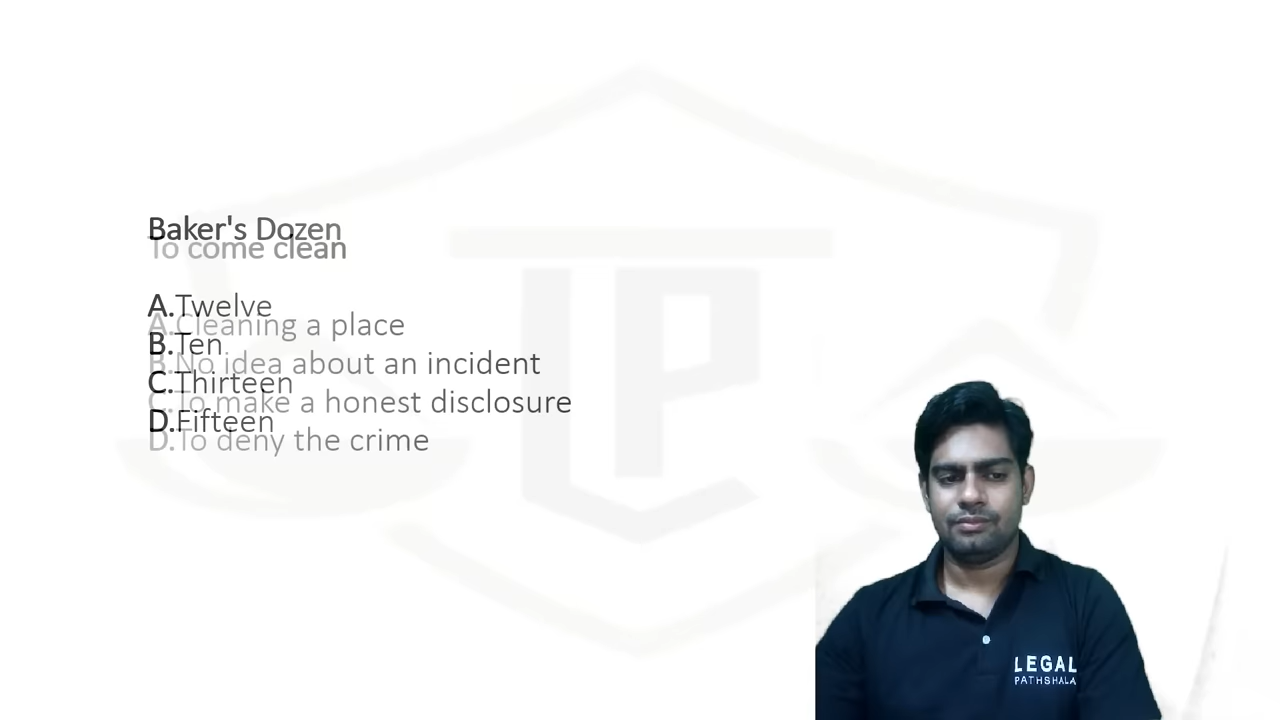 Baker's Dozen
To come clean
A.Twelve
A.Cleaning a place
B.Ten
B.No idea about an incident
C.Thirteen
C.To make a honest disclosure
D.Fifteen
D.To deny the crime
LP
LEGAL
PATHSHALA